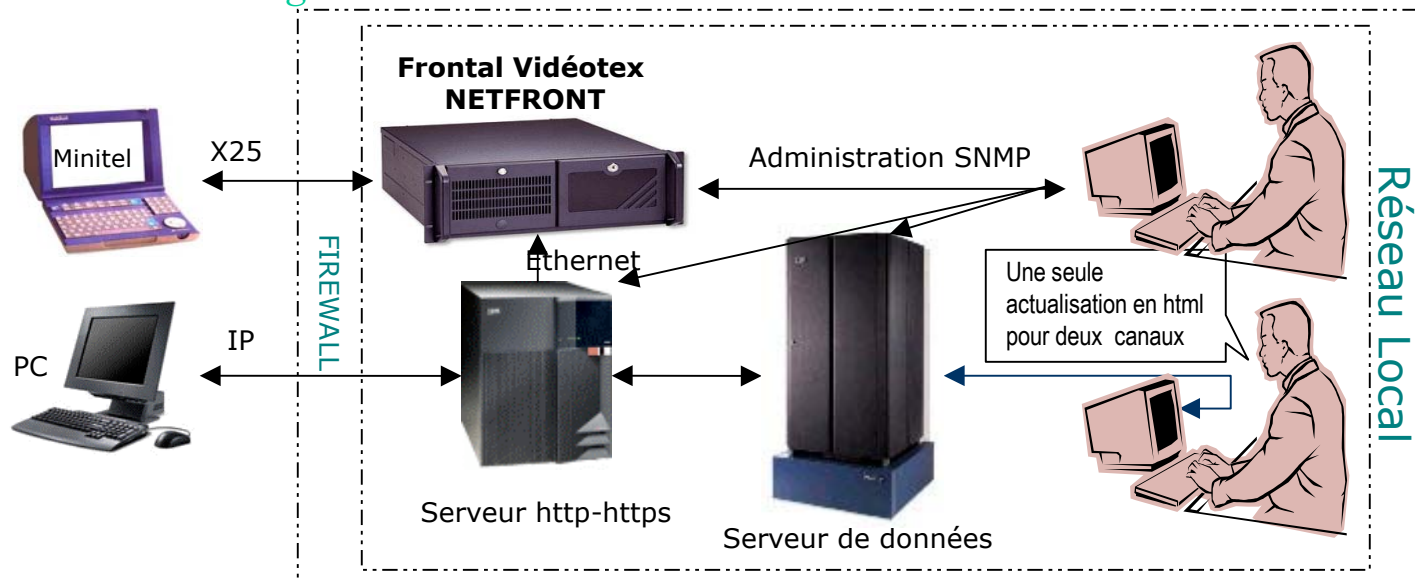 Frontal Vidéotex
NETFRONT
Minitel
X25
Administration SNMP
Réseau Local
FIREWALL
Ethernet
Une seule
actualisation en html
pour deux canaux
PC
IP
Serveur http-https
Serveur de données